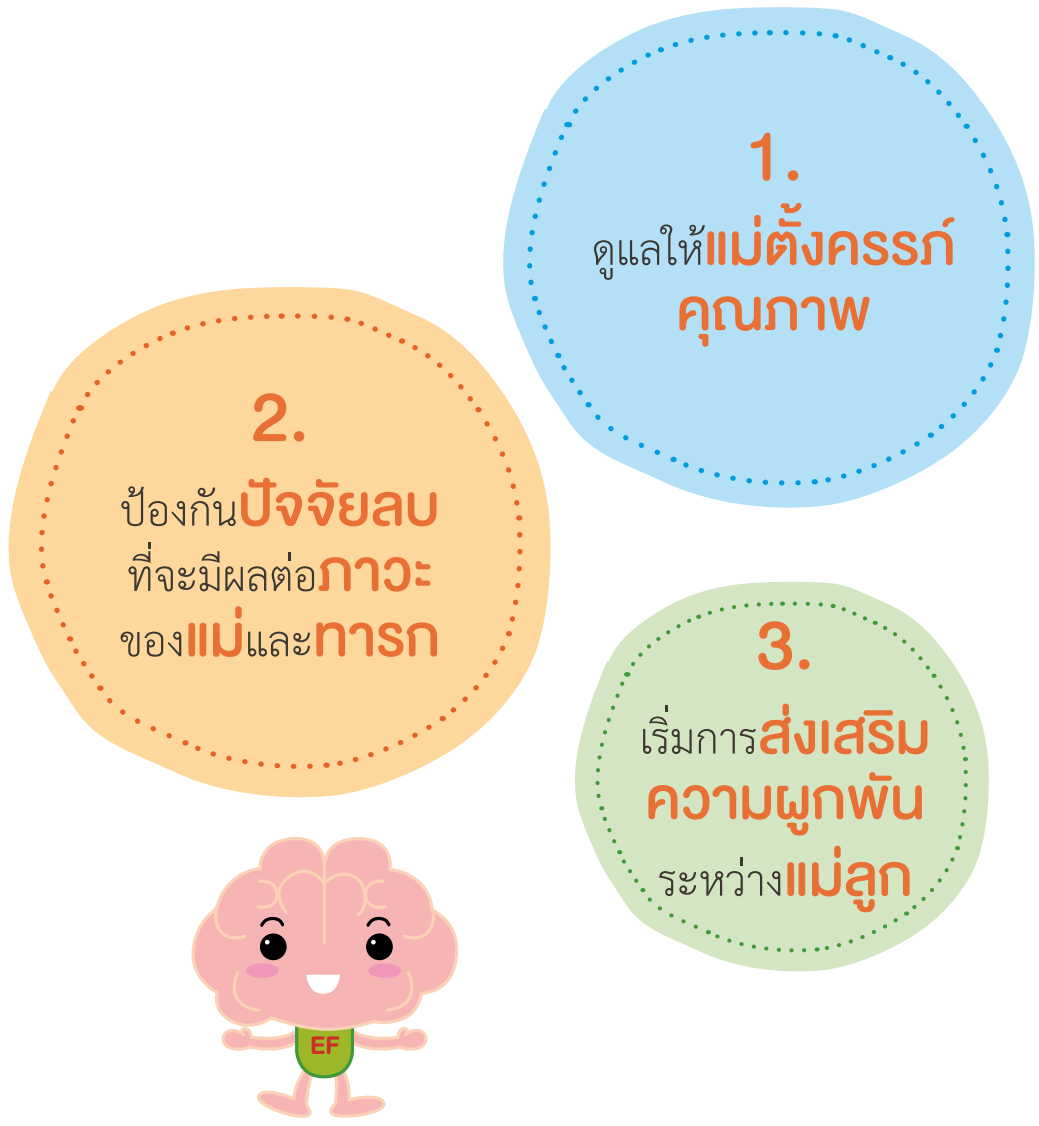 1.
ดูแลให้แม่ตั้งครรภ์
คุณภาพ
2.
ป้องกันปัจจัยลบ
ที่จะมีผลต่อภาวะ
ของแม่และทารก
3.
เริ่มการส่งเสริม
ความผูกพัน
ระหว่างแม่ลูก
EF